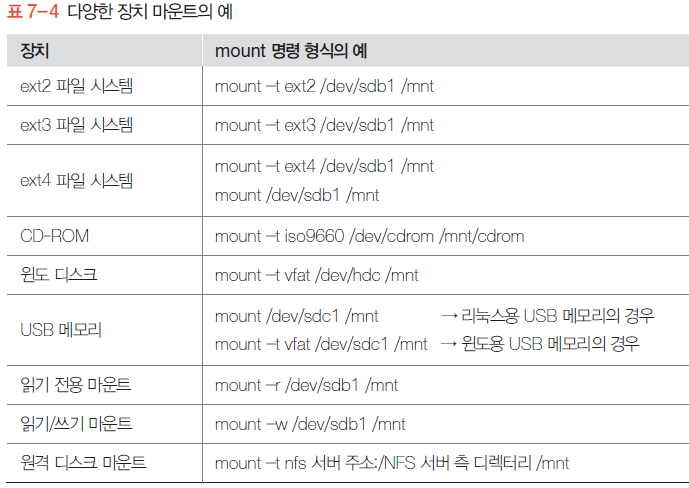 표 7-4 다양한 장치 마운트의 예
장치 mount 명령 형식의 예
ext2 파일 시스템 mount -t ext2 /dev/sdb1 /mnt
ext3 파일 시스템 mount -t ext3 /dev/sdb1 /mnt
ext4 파일 시스템 mount -t ext4 /dev/sdb1 /mnt
mount /dev/sdb1 /mnt
CD-ROM mount -t iso9660 /dev/cdrom /mnt/cdrom
윈도 디스크 mount -t vfat /dev/hdc /mnt
USB 메모리 mount /dev/sdc1 /mnt → 리눅스용 USB 메모리의 경우
mount -t vfat /dev/sdc1 /mnt → 윈도용 USB 메모리의 경우
읽기 전용 마운트 mount -r /dev/sdb1 /mnt
읽기/쓰기 마운트 mount -w /dev/sdb1 /mnt
원격 디스크 마운트 mount -t nfs 서버 주소:/NFS 서버 측 디렉터리 /mnt